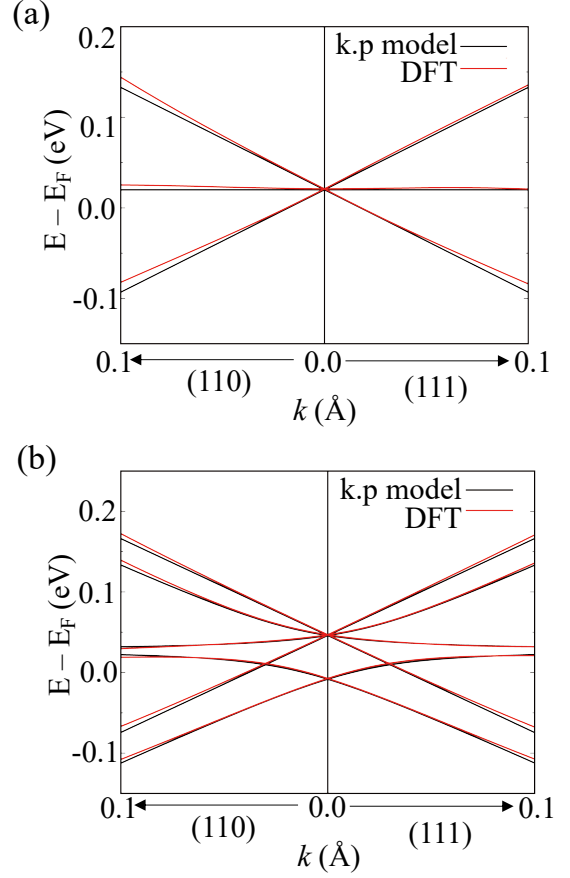 (a)
0.2
k.p model
DFT
0.1
E − E_F (eV)
0.0
-0.1
0.1 0.0 0.1
(110) (111)
k (Å)
(b)
0.2
k.p model
DFT
0.1
E − E_F (eV)
0.0
-0.1
0.1 0.0 0.1
(110) (111)
k (Å)